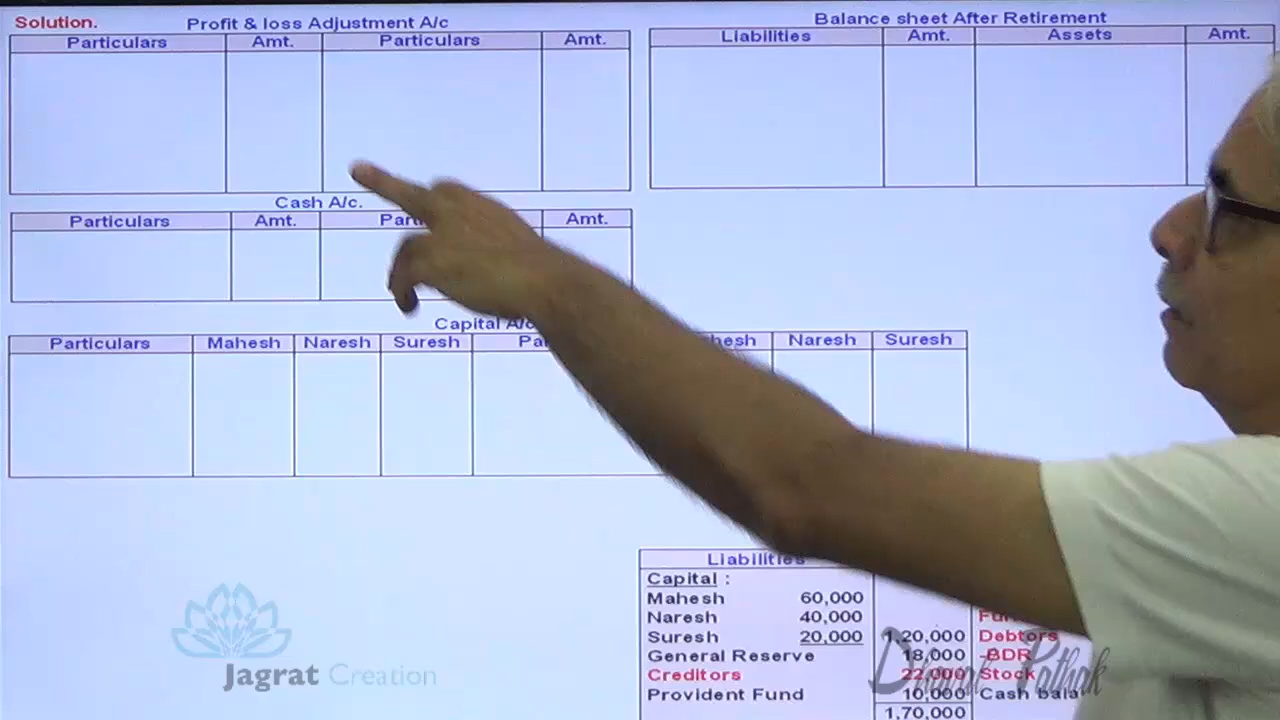 Solution.
Profit & loss Adjustment A/c
Particulars Amt. Particulars Amt.
Balance sheet After Retirement
Liabilities Amt. Assets Amt.
Cash A/c.
Particulars Amt. Amt.
Capital A/c
Particulars Mahesh Naresh Suresh Naresh Suresh
Liabilities
Capital :
Mahesh 60,000
Naresh 40,000
Suresh 20,000 1,20,000 Debtors
General Reserve 18,000 -BDR
Creditors 22,000 Stock
Provident Fund 10,000 Cash
1,70,000
Jagrat Creation
Dhaval Pathak